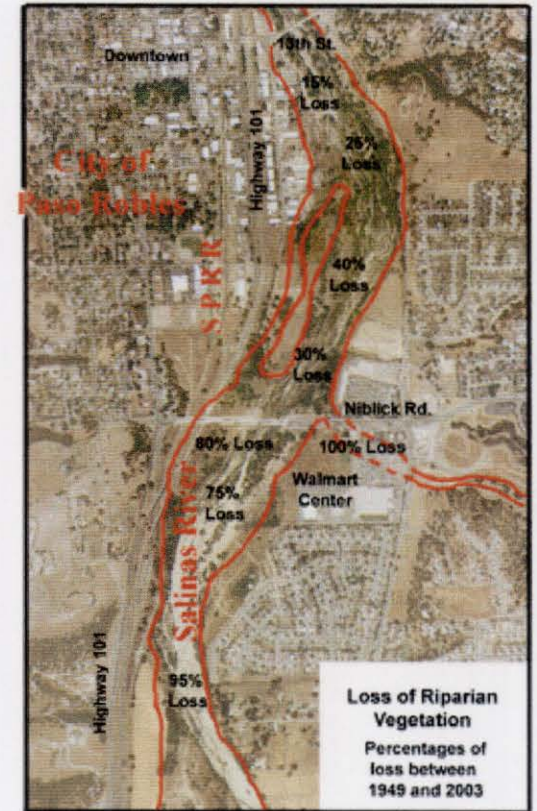 13th St.
Downtown
15%
Loss
25%
Loss
City of
Paso Robles
Highway 101
S P R R
40%
Loss
30%
Loss
Niblick Rd.
80% Loss
100% Loss
75%
Loss
Walmart
Center
Salinas River
95%
Loss
Highway 101
Loss of Riparian
Vegetation
Percentages of
loss between
1949 and 2003